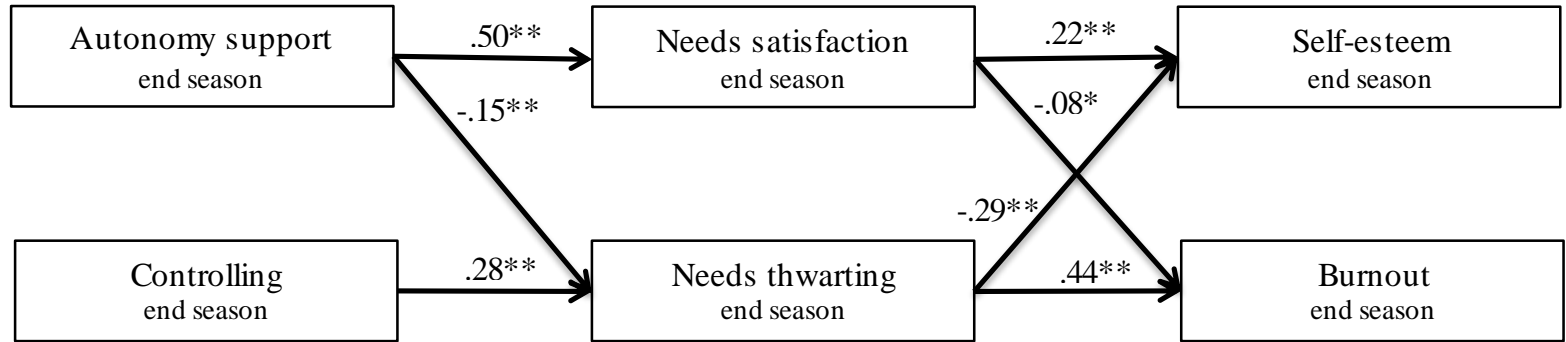 Autonomy support
end season
.50**
Needs satisfaction
end season
.22**
Self-esteem
end season
-.15**
-.08*
-.29**
Controlling
end season
.28**
Needs thwarting
end season
.44**
Burnout
end season